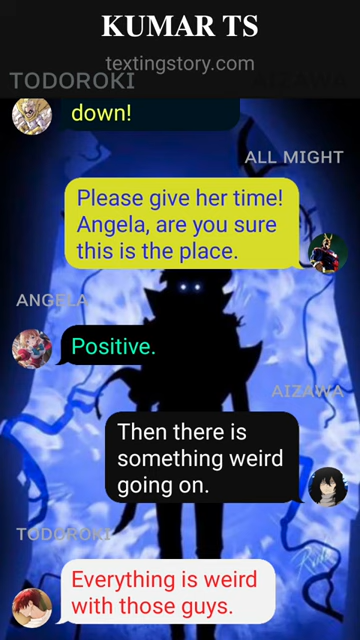 KUMAR TS
textingstory.com
TODOROKI
AIZAWA
down!
ALL MIGHT
Please give her time!
Angela, are you sure
this is the place.
ANGELA
Positive.
AIZAWA
Then there is
something weird
going on.
TODOROKI
Everything is weird
with those guys.